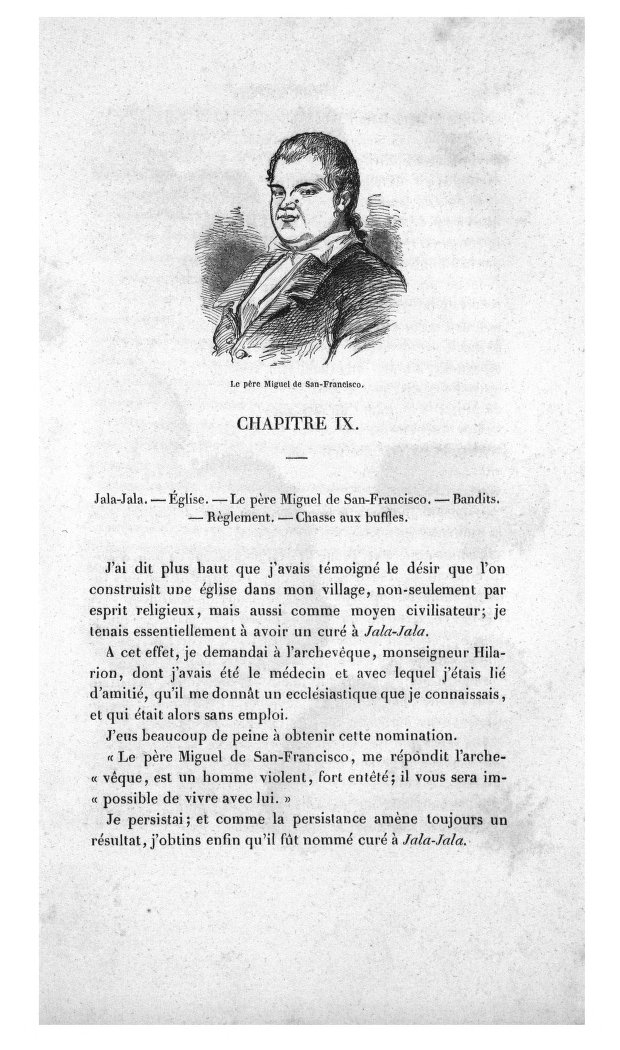 Le père Miguel de San-Francisco.
CHAPITRE IX.
Jala-Jala. — Église. — Le père Miguel de San-Francisco. — Bandits.
— Règlement. — Chasse aux buffles.
J'ai dit plus haut que j'avais témoigné le désir que l'on
construisît une église dans mon village, non-seulement par
esprit religieux, mais aussi comme moyen civilisateur; je
tenais essentiellement à avoir un curé à Jala-Jala.
A cet effet, je demandai à l'archevêque, monseigneur Hila-
rion, dont j'avais été le médecin et avec lequel j'étais lié
d'amitié, qu'il me donnât un ecclésiastique que je connaissais,
et qui était alors sans emploi.
J'eus beaucoup de peine à obtenir cette nomination.
« Le père Miguel de San-Francisco, me répondit l'arche-
« vêque, est un homme violent, fort entêté; il vous sera im-
« possible de vivre avec lui. »
Je persistai; et comme la persistance amène toujours un
résultat, j'obtins enfin qu'il fût nommé curé à Jala-Jala.